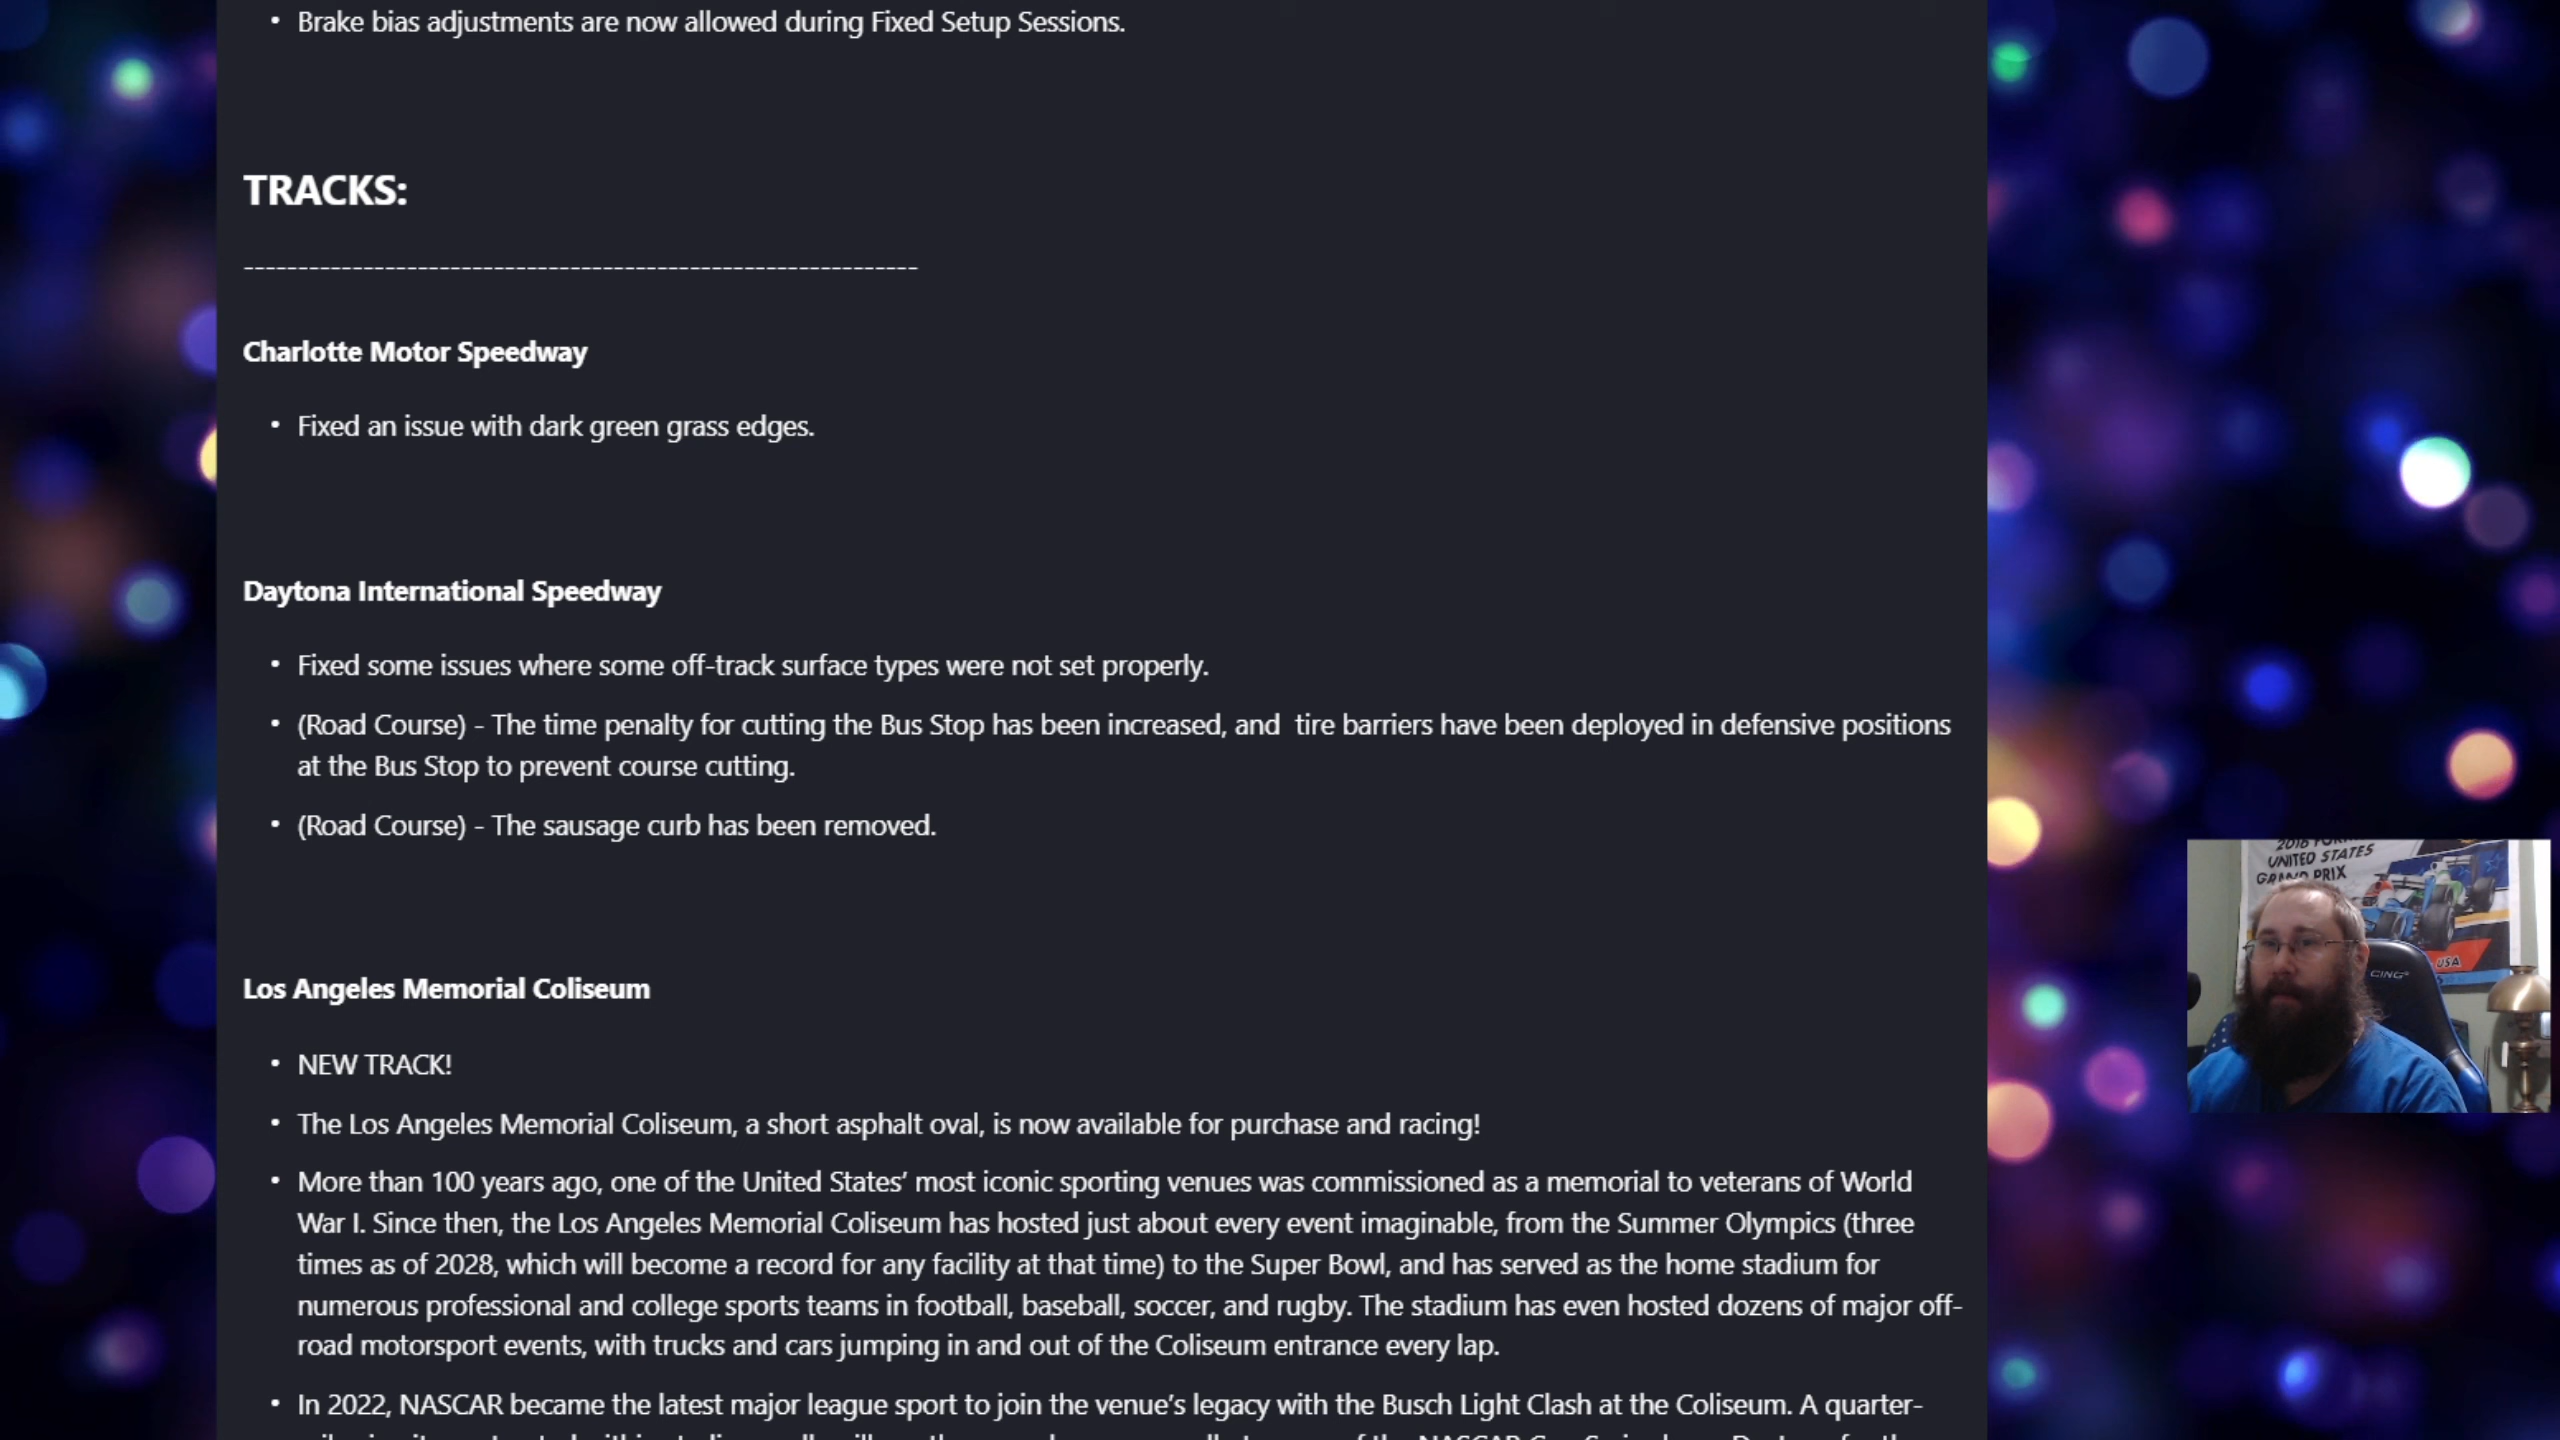 • Brake bias adjustments are now allowed during Fixed Setup Sessions.
TRACKS:
--------------------------------------------------------------
Charlotte Motor Speedway
• Fixed an issue with dark green grass edges.
Daytona International Speedway
• Fixed some issues where some off-track surface types were not set properly.
• (Road Course) - The time penalty for cutting the Bus Stop has been increased, and  tire barriers have been deployed in defensive positions
at the Bus Stop to prevent course cutting.
• (Road Course) - The sausage curb has been removed.
Los Angeles Memorial Coliseum
• NEW TRACK!
• The Los Angeles Memorial Coliseum, a short asphalt oval, is now available for purchase and racing!
• More than 100 years ago, one of the United States’ most iconic sporting venues was commissioned as a memorial to veterans of World
War I. Since then, the Los Angeles Memorial Coliseum has hosted just about every event imaginable, from the Summer Olympics (three
times as of 2028, which will become a record for any facility at that time) to the Super Bowl, and has served as the home stadium for
numerous professional and college sports teams in football, baseball, soccer, and rugby. The stadium has even hosted dozens of major off-
road motorsport events, with trucks and cars jumping in and out of the Coliseum entrance every lap.
• In 2022, NASCAR became the latest major league sport to join the venue’s legacy with the Busch Light Clash at the Coliseum. A quarter-
2016
UNITED STATES
GRAND PRIX
USA
CING